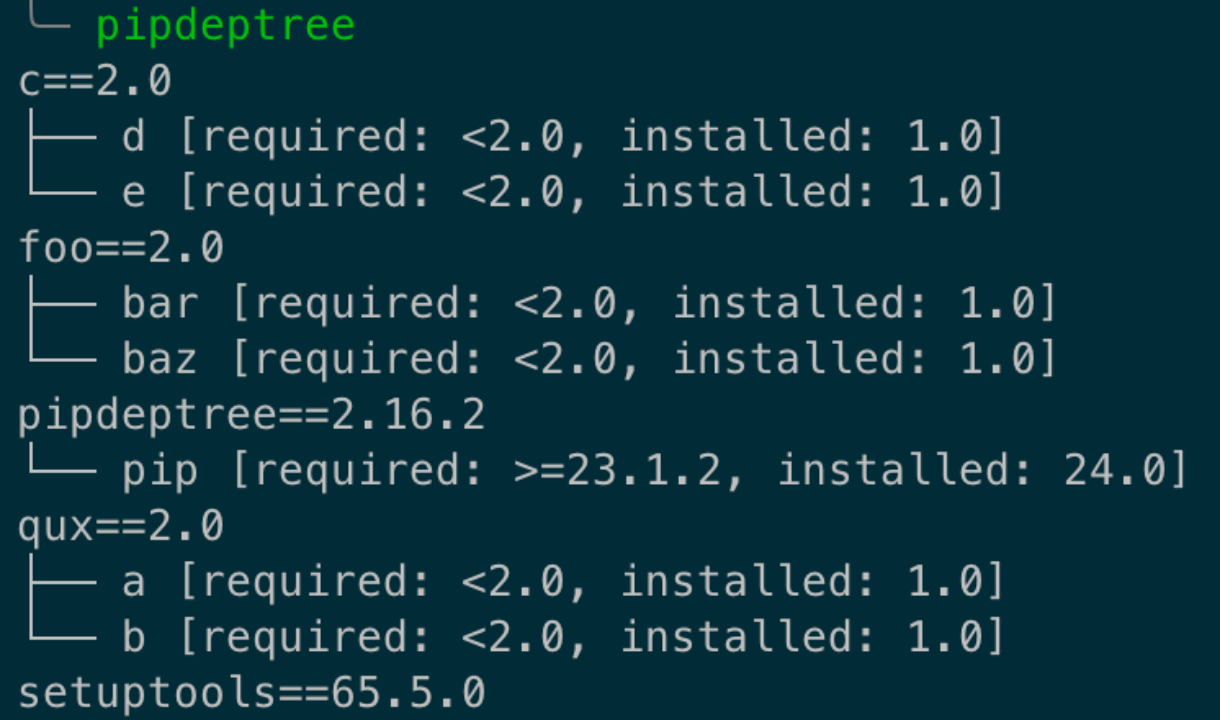 pipdeptree
c==2.0
├── d [required: <2.0, installed: 1.0]
└── e [required: <2.0, installed: 1.0]
foo==2.0
├── bar [required: <2.0, installed: 1.0]
└── baz [required: <2.0, installed: 1.0]
pipdeptree==2.16.2
└── pip [required: >=23.1.2, installed: 24.0]
qux==2.0
├── a [required: <2.0, installed: 1.0]
└── b [required: <2.0, installed: 1.0]
setuptools==65.5.0